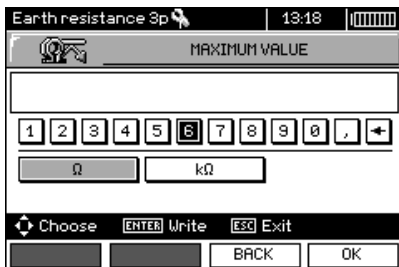 Earth resistance 3p 13:18
MAXIMUM VALUE
1 2 3 4 5 6 7 8 9 0 , ←
Ω kΩ
Choose ENTER Write ESC Exit
BACK OK